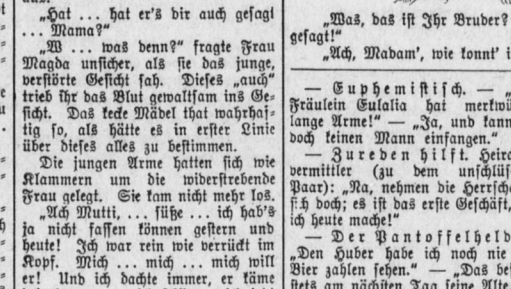 „Hat ... hat er's dir auch gesagt
... Mama?“
„W ... was denn?“ fragte Frau
Magda unsicher, als sie das junge,
verstörte Gesicht sah. Dieses „auch“
trieb ihr das Blut gewaltsam ins Ge-
sicht. Das kecke Mädel that wahrhaf-
tig so, als hätte es in erster Linie
über dieses alles zu bestimmen.
Die jungen Arme hatten sich wie
Klammern um die widerstrebende
Frau gelegt. Sie kam nicht mehr los.
„Ach Mutti, ... süße ... ich hab's
ja nicht fassen können gestern und
heute! Ich war rein wie verrückt im
Kopf. Mich ... mich ... mich will
er! Und ich dachte immer, er käme
„Was, das ist Ihr Bruder?
gesagt!“
„Ach, Madam', wie konnt' i
— Euphemistisch. — „
Fräulein Eulalia hat merkwü
lange Arme!“ — „Ja, und kann
doch keinen Mann einfangen.“
— Zureden hilft. Heira
vermittler (zu dem unschlüs
Paar): „Na, nehmen die Herrsch
sich doch; es ist das erste Geschäft,
ich heute mache!“
— Der Pantoffelheld
„Den Huber habe ich noch nie
Bier zahlen sehen.“ — „Das be
stets am nächsten Tag seine Alte